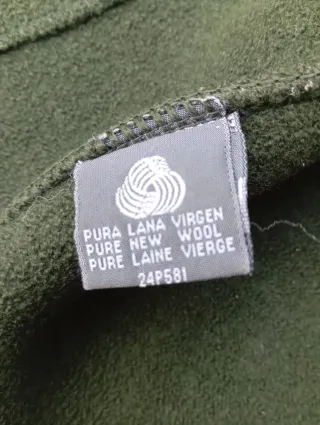 PURA LANA VIRGEN
PURE NEW WOOL
PURE LAINE VIERGE
24P581